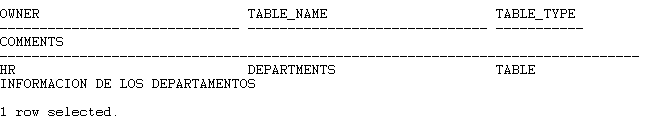 OWNER TABLE_NAME TABLE_TYPE
------------------------------ ------------------------------ -----------
COMMENTS
--------------------------------------------------------------------------------
HR DEPARTMENTS TABLE
INFORMACION DE LOS DEPARTAMENTOS
1 row selected.